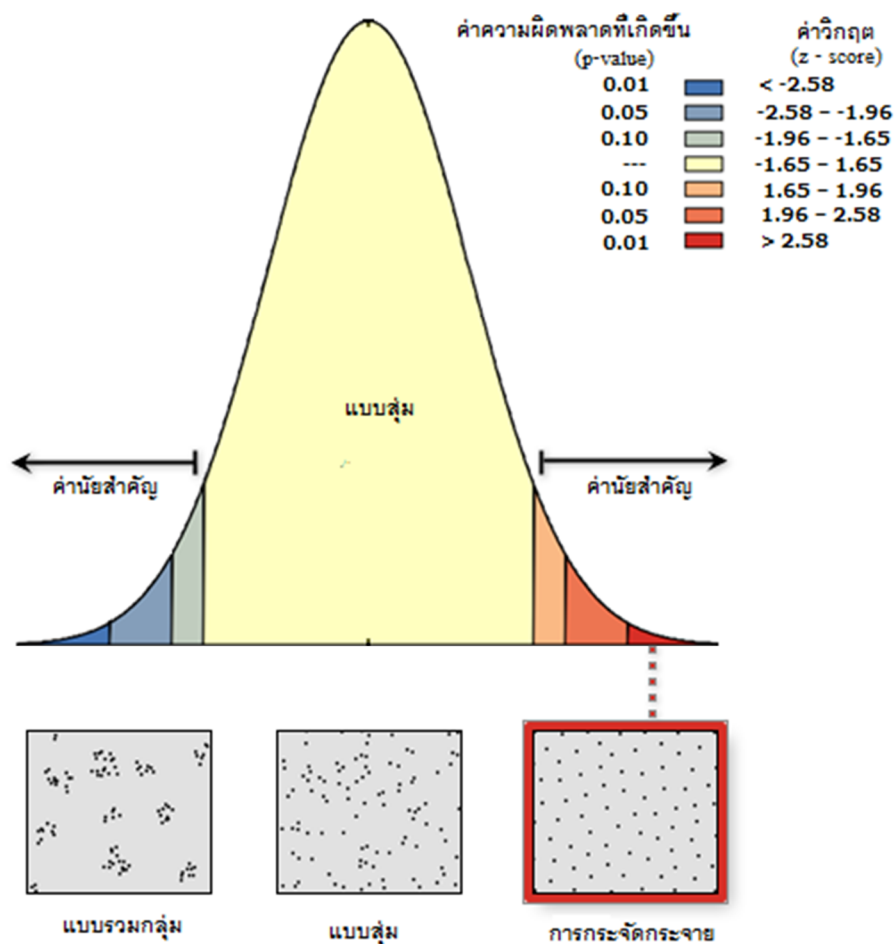 ค่าความผิดพลาดที่เกิดขึ้น ค่าวิกฤต
(p-value) (z - score)
0.01 < -2.58
0.05 -2.58 – -1.96
0.10 -1.96 – -1.65
--- -1.65 – 1.65
0.10 1.65 – 1.96
0.05 1.96 – 2.58
0.01 > 2.58
แบบสุ่ม
ค่านัยสำคัญ ค่านัยสำคัญ
แบบรวมกลุ่ม แบบสุ่ม การกระจัดกระจาย